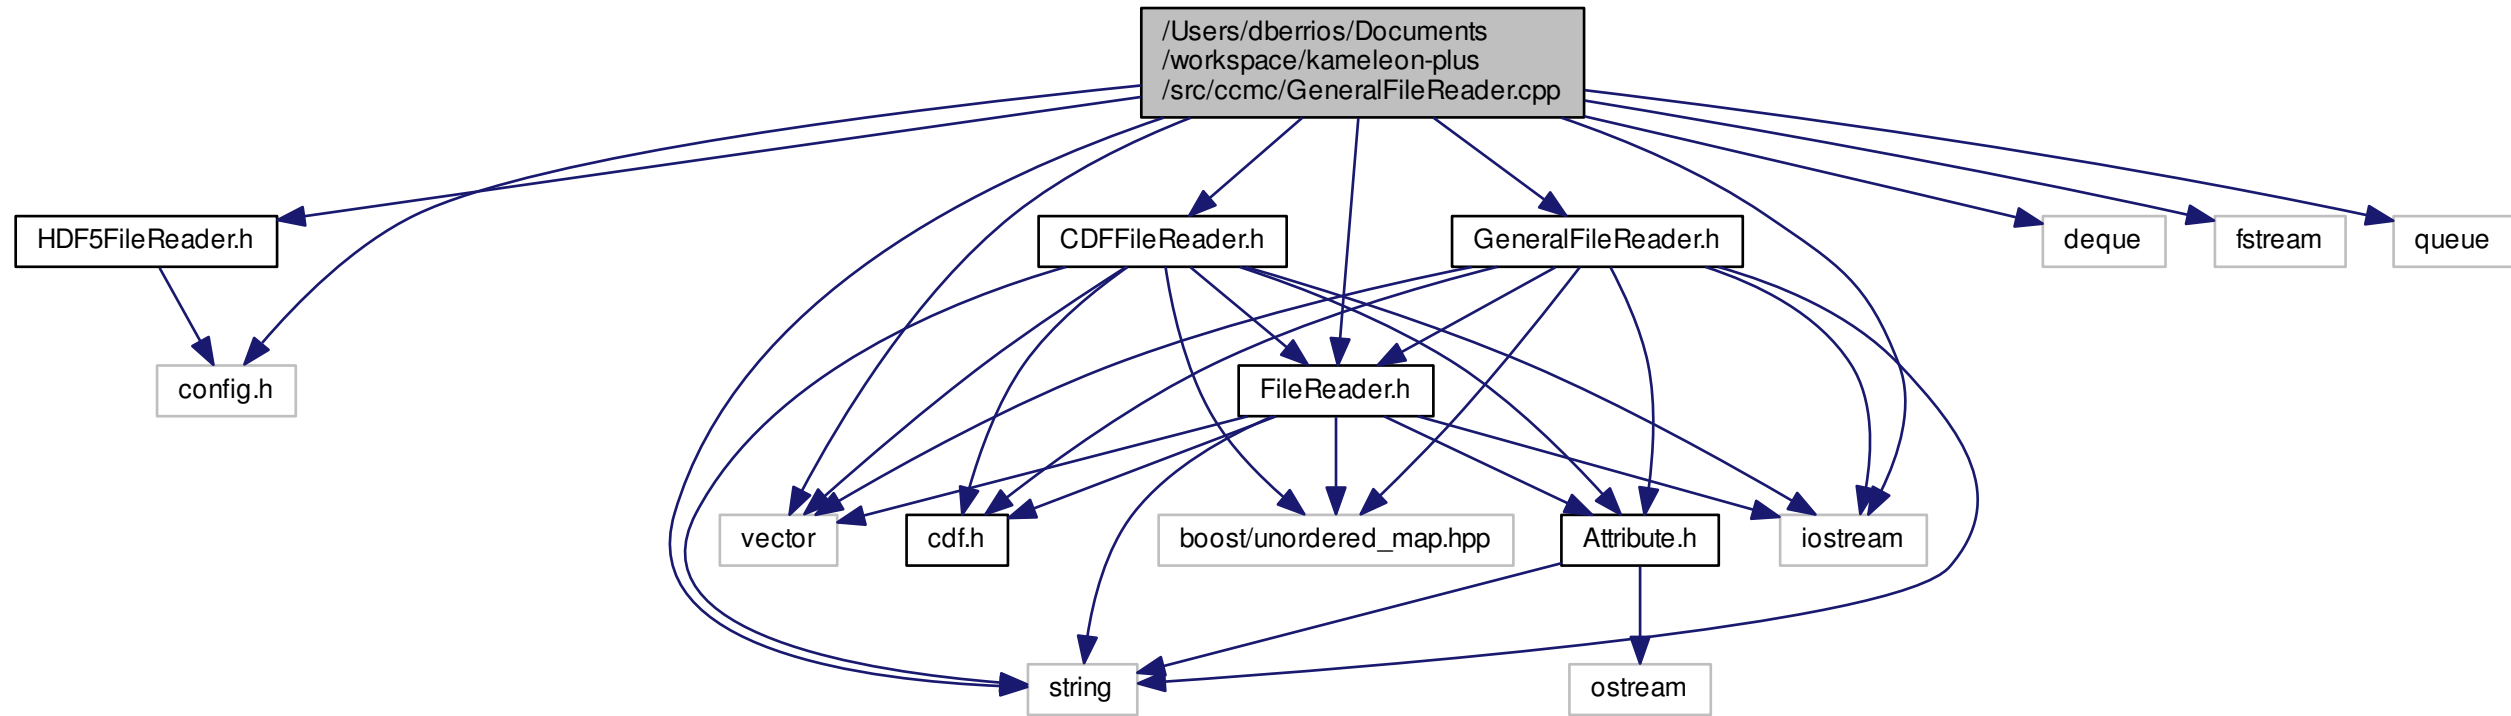 /Users/dberrios/Documents
/workspace/kameleon-plus
/src/ccmc/GeneralFileReader.cpp
HDF5FileReader.h
CDFFileReader.h
GeneralFileReader.h
deque
fstream
queue
config.h
FileReader.h
vector
cdf.h
boost/unordered_map.hpp
Attribute.h
iostream
string
ostream